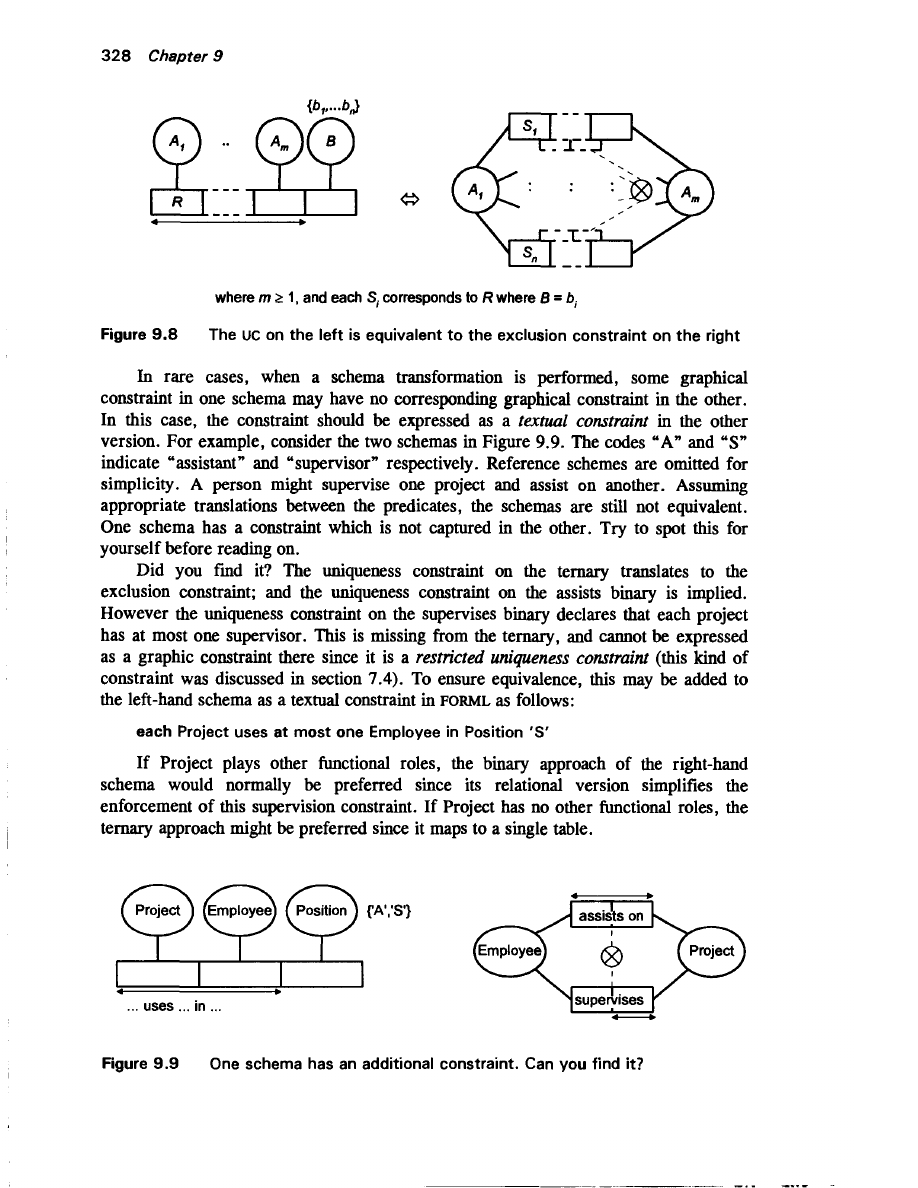 328 Chapter 9
{b1,...bn}
A1 .. Am B
R
⇔
S1
A1 : : : Am
Sn
where m ≥ 1, and each Si corresponds to R where B = bi
Figure 9.8 The UC on the left is equivalent to the exclusion constraint on the right
In rare cases, when a schema transformation is performed, some graphical
constraint in one schema may have no corresponding graphical constraint in the other.
In this case, the constraint should be expressed as a textual constraint in the other
version. For example, consider the two schemas in Figure 9.9. The codes "A" and "S"
indicate "assistant" and "supervisor" respectively. Reference schemes are omitted for
simplicity. A person might supervise one project and assist on another. Assuming
appropriate translations between the predicates, the schemas are still not equivalent.
One schema has a constraint which is not captured in the other. Try to spot this for
yourself before reading on.
Did you find it? The uniqueness constraint on the ternary translates to the
exclusion constraint; and the uniqueness constraint on the assists binary is implied.
However the uniqueness constraint on the supervises binary declares that each project
has at most one supervisor. This is missing from the ternary, and cannot be expressed
as a graphic constraint there since it is a restricted uniqueness constraint (this kind of
constraint was discussed in section 7.4). To ensure equivalence, this may be added to
the left-hand schema as a textual constraint in FORML as follows:
each Project uses at most one Employee in Position 'S'
If Project plays other functional roles, the binary approach of the right-hand
schema would normally be preferred since its relational version simplifies the
enforcement of this supervision constraint. If Project has no other functional roles, the
ternary approach might be preferred since it maps to a single table.
Project Employee Position {'A','S'}
... uses ... in ...
assists on
Employee Project
supervises
Figure 9.9 One schema has an additional constraint. Can you find it?